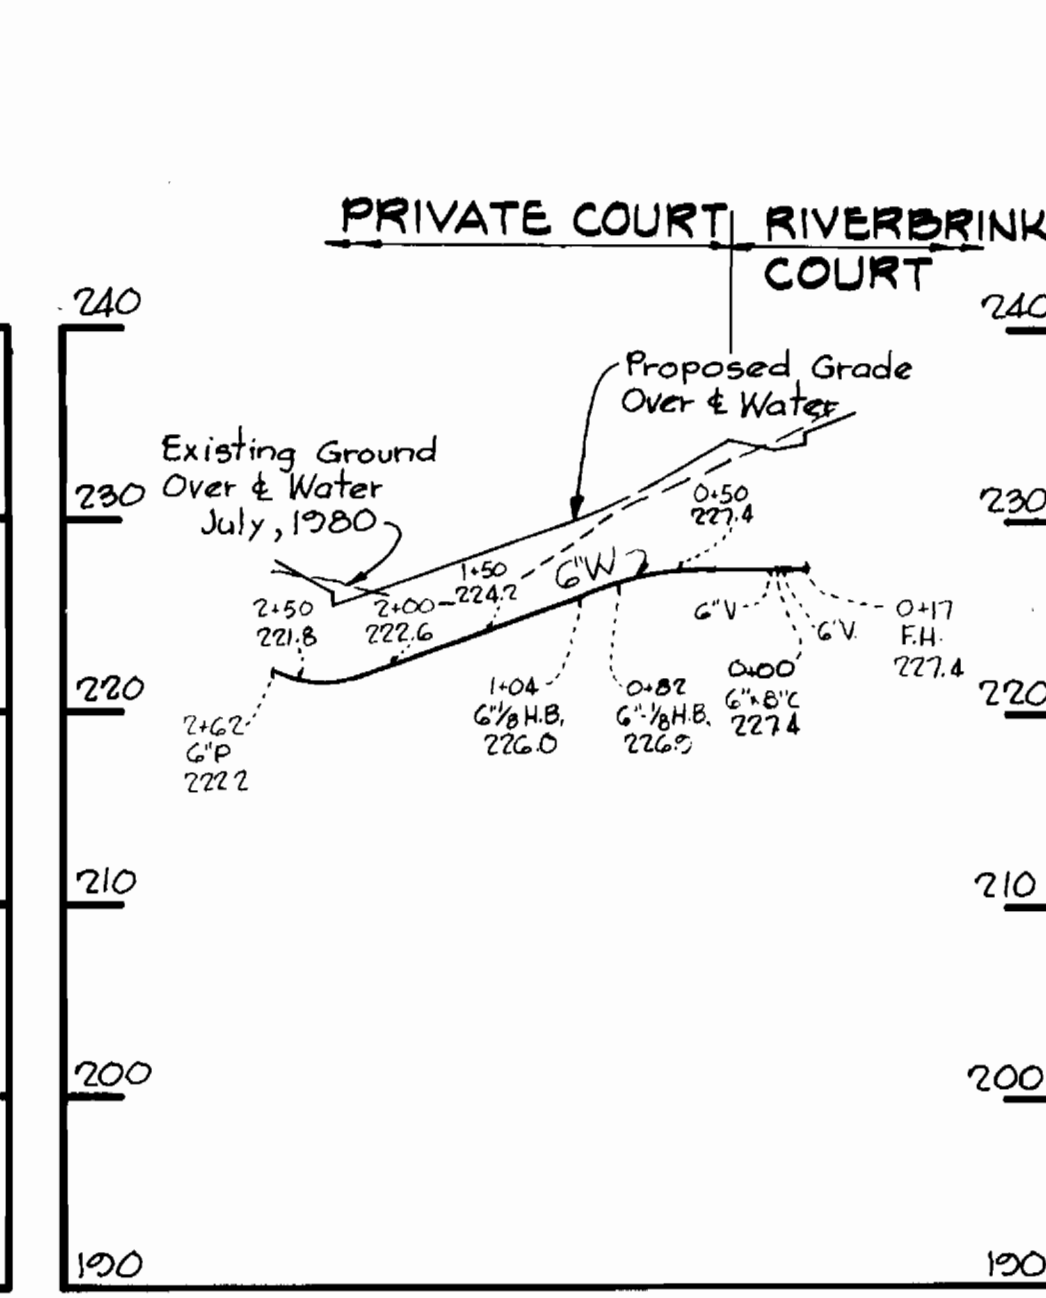 PRIVATE COURT
RIVERBRINK
COURT
240
240
Proposed Grade
Over ℄ Water
Existing Ground
Over ℄ Water
July, 1980
230
230
0+50
227.4
1+50
224.2
6"W
2+50
221.8
2+00
222.6
6"V
6"V.
0+17
F.H.
227.4
0+00
6"x8"C
227.4
1+04
6"⅛ H.B.
226.0
0+82
6"-⅛ H.B.
226.9
220
220
2+62
6"P
222.2
210
210
200
200
190
190